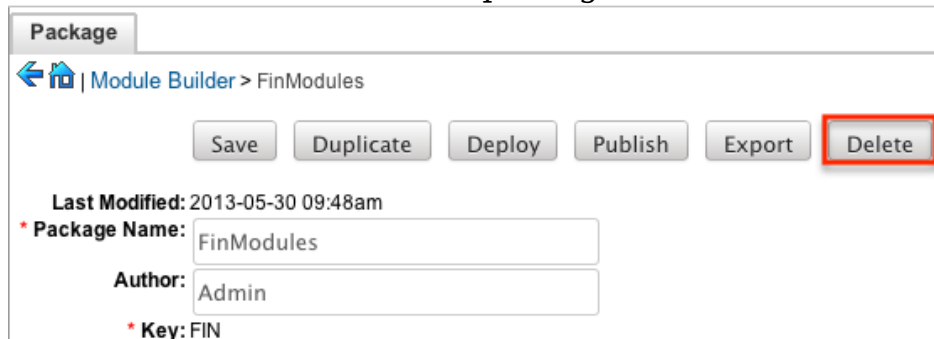 Package
| Module Builder > FinModules
Save Duplicate Deploy Publish Export Delete
Last Modified: 2013-05-30 09:48am
* Package Name: FinModules
Author: Admin
* Key: FIN